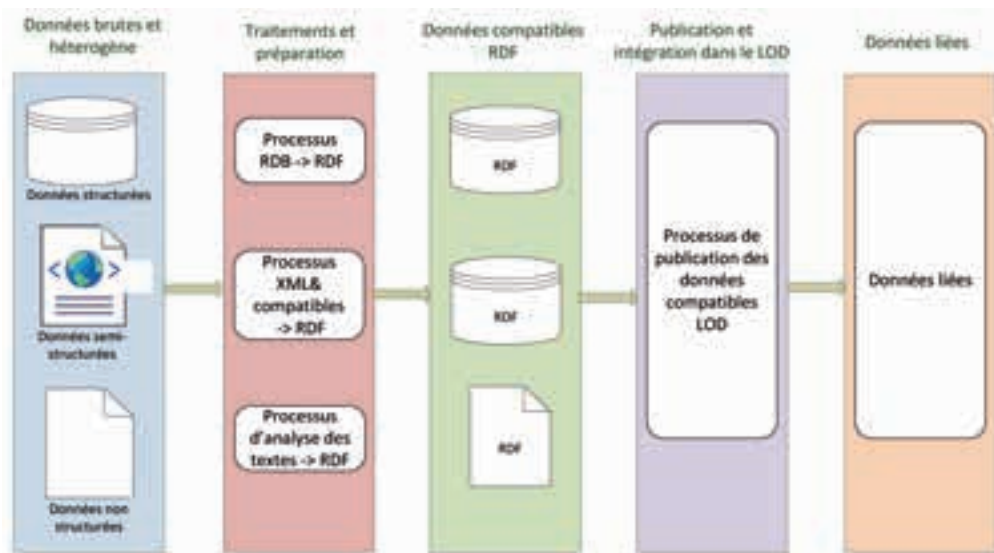 Données brutes et
hétérogène
Traitements et
préparation
Données compatibles
RDF
Publication et
intégration dans le LOD
Données liées
Données structurées
Données semi-
structurées
Données non
structurées
Processus
RDB -> RDF
Processus
XML&
compatibles
-> RDF
Processus
d'analyse des
textes -> RDF
RDF
RDF
RDF
Processus de
publication des
données
compatibles
LOD
Données liées